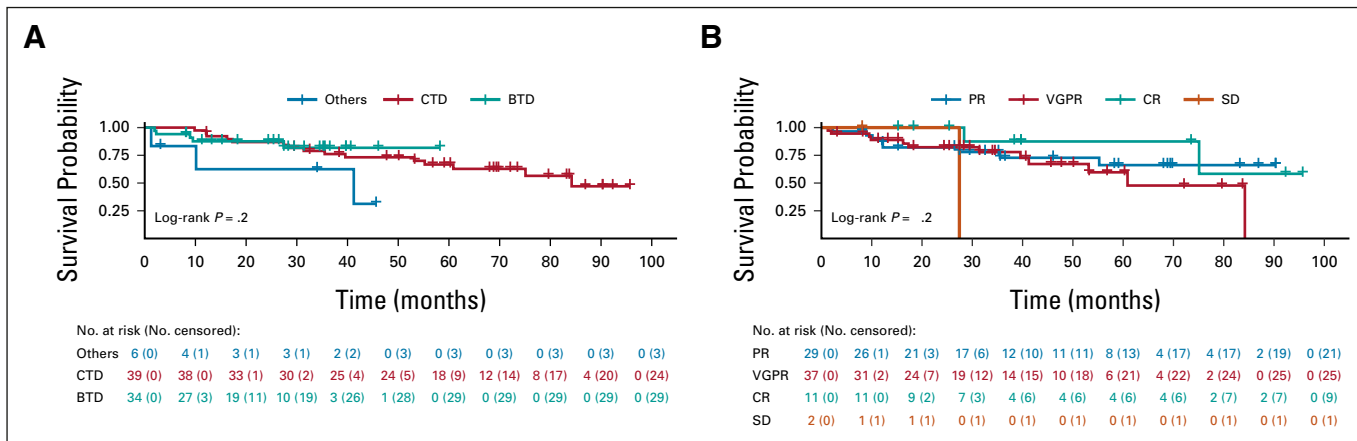 A
Others CTD BTD
Survival Probability
1.00
0.75
0.50
0.25
Log-rank P = .2
0 10 20 30 40 50 60 70 80 90 100
Time (months)
No. at risk (No. censored):
Others 6 (0) 4 (1) 3 (1) 3 (1) 2 (2) 0 (3) 0 (3) 0 (3) 0 (3) 0 (3) 0 (3)
CTD 39 (0) 38 (0) 33 (1) 30 (2) 25 (4) 24 (5) 18 (9) 12 (14) 8 (17) 4 (20) 0 (24)
BTD 34 (0) 27 (3) 19 (11) 10 (19) 3 (26) 1 (28) 0 (29) 0 (29) 0 (29) 0 (29) 0 (29)
B
PR VGPR CR SD
Survival Probability
1.00
0.75
0.50
0.25
Log-rank P = .2
0 10 20 30 40 50 60 70 80 90 100
Time (months)
No. at risk (No. censored):
PR 29 (0) 26 (1) 21 (3) 17 (6) 12 (10) 11 (11) 8 (13) 4 (17) 4 (17) 2 (19) 0 (21)
VGPR 37 (0) 31 (2) 24 (7) 19 (12) 14 (15) 10 (18) 6 (21) 4 (22) 2 (24) 0 (25) 0 (25)
CR 11 (0) 11 (0) 9 (2) 7 (3) 4 (6) 4 (6) 4 (6) 4 (6) 2 (7) 2 (7) 0 (9)
SD 2 (0) 1 (1) 1 (1) 0 (1) 0 (1) 0 (1) 0 (1) 0 (1) 0 (1) 0 (1) 0 (1)